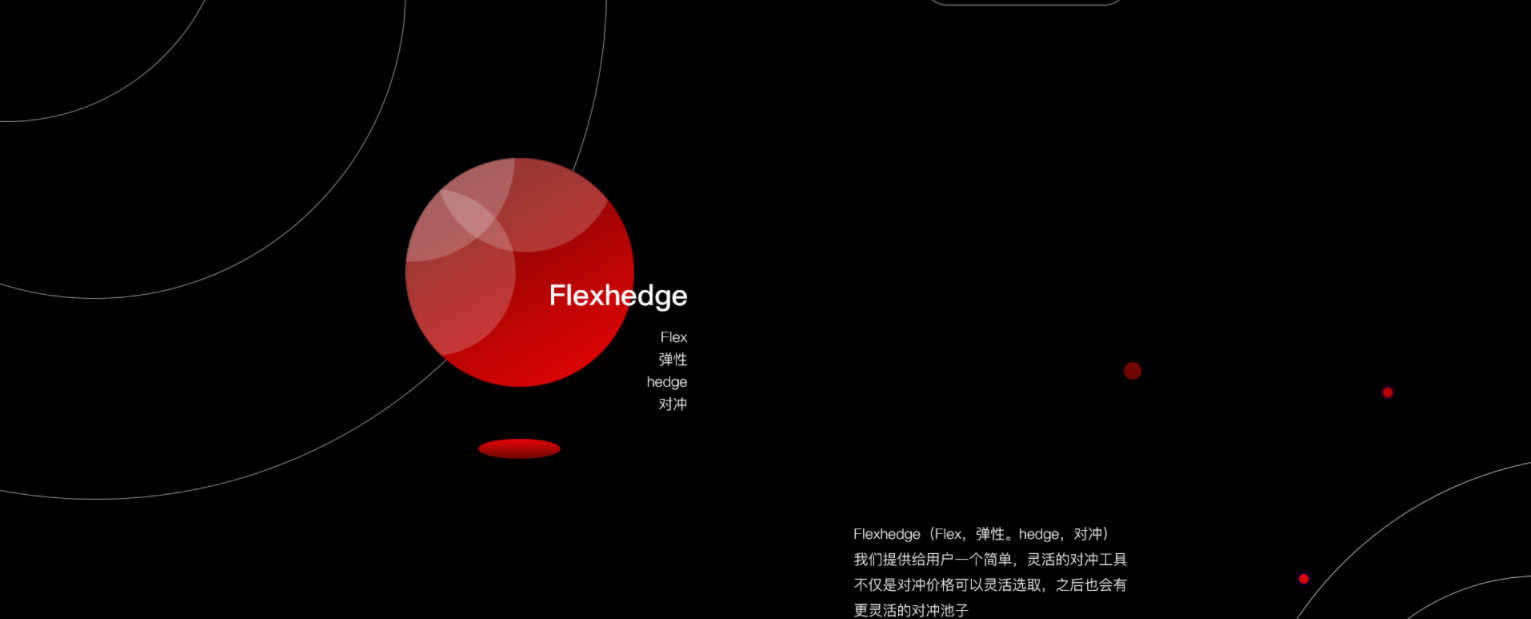 Flexhedge
Flex
弹性
hedge
对冲
Flexhedge（Flex，弹性。hedge，对冲）
我们提供给用户一个简单，灵活的对冲工具
不仅是对冲价格可以灵活选取，之后也会有
更灵活的对冲池子